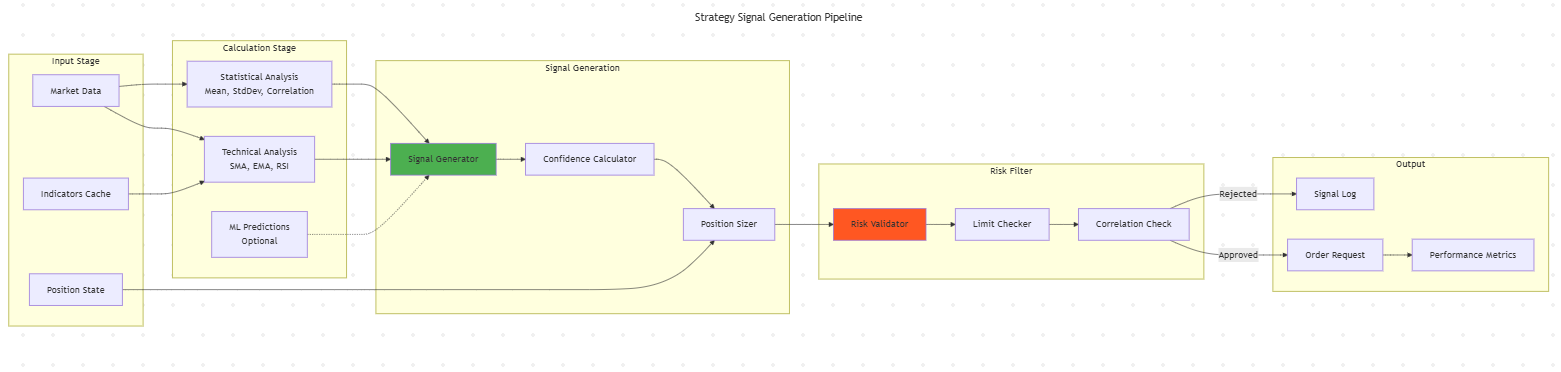 Strategy Signal Generation Pipeline
Input Stage
Market Data
Indicators Cache
Position State
Calculation Stage
Statistical Analysis
Mean, StdDev, Correlation
Technical Analysis
SMA, EMA, RSI
ML Predictions
Optional
Signal Generation
Signal Generator
Confidence Calculator
Position Sizer
Risk Filter
Risk Validator
Limit Checker
Correlation Check
Rejected
Approved
Output
Signal Log
Order Request
Performance Metrics